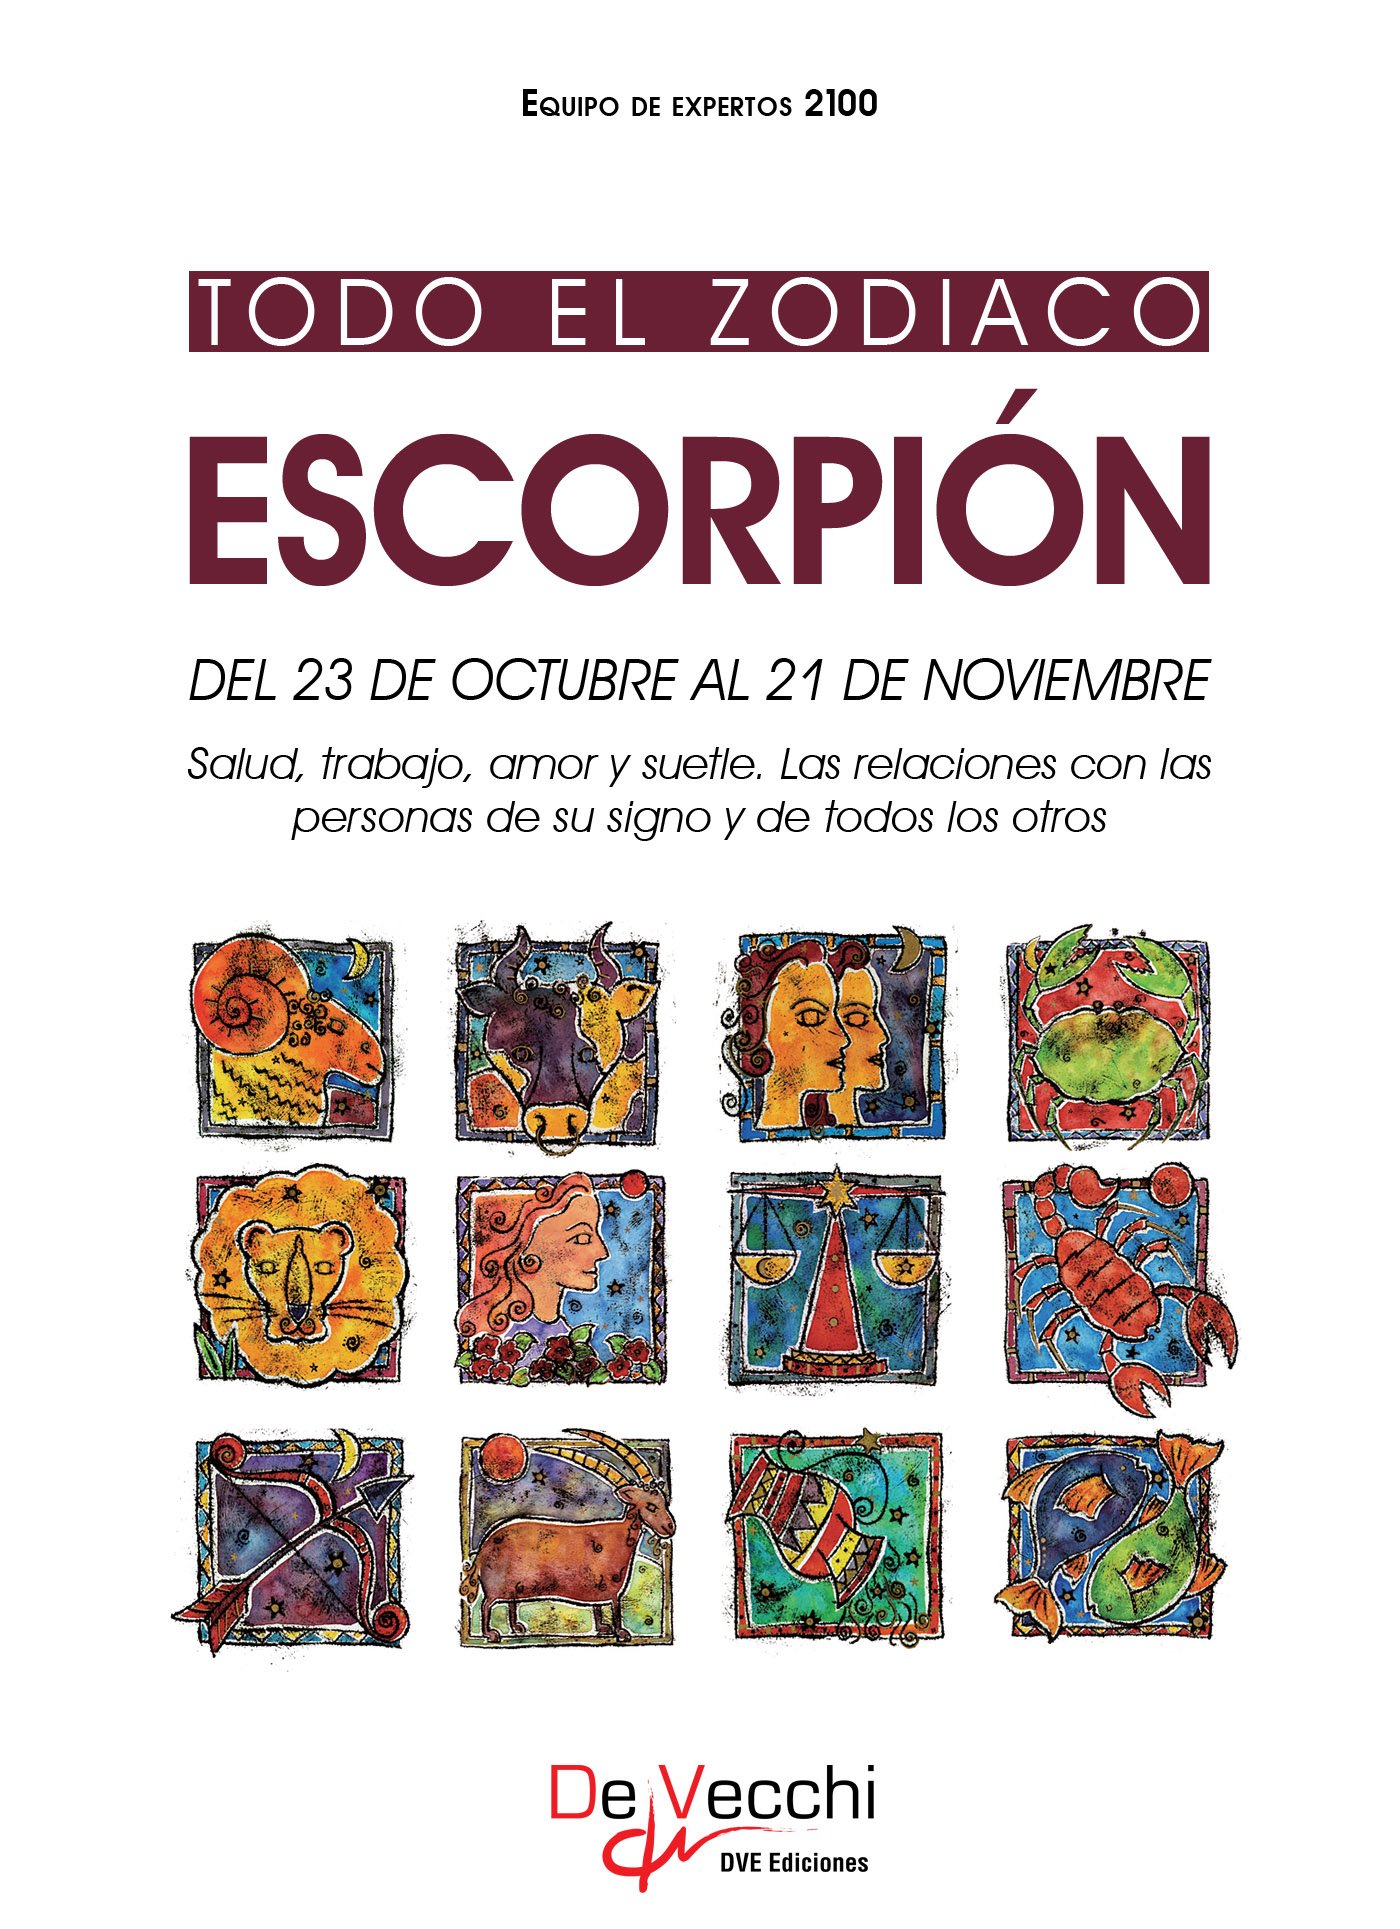 Equipo de expertos 2100
TODO EL ZODIACO
ESCORPIÓN
DEL 23 DE OCTUBRE AL 21 DE NOVIEMBRE
Salud, trabajo, amor y suetle. Las relaciones con las
personas de su signo y de todos los otros
De Vecchi
DVE Ediciones